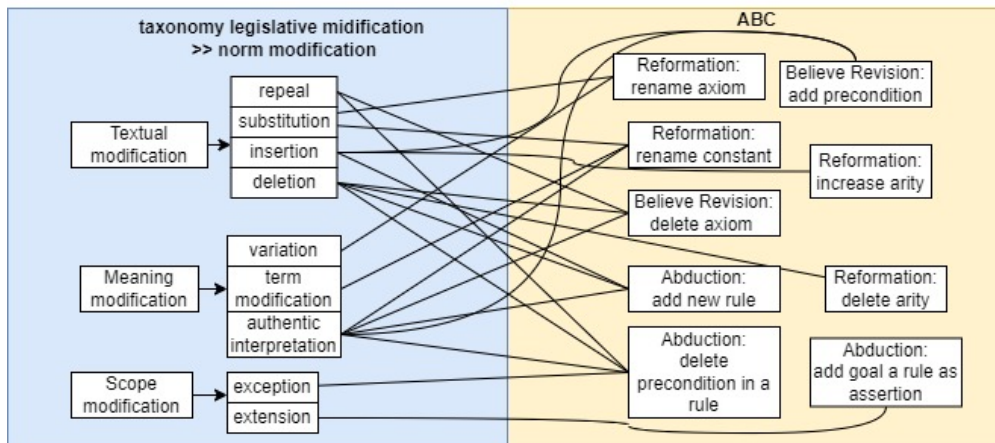 taxonomy legislative midification
>> norm modification
Textual
modification
repeal
substitution
insertion
deletion
Meaning
modification
variation
term
modification
authentic
interpretation
Scope
modification
exception
extension
ABC
Reformation:
rename axiom
Believe Revision:
add precondition
Reformation:
rename constant
Reformation:
increase arity
Believe Revision:
delete axiom
Abduction:
add new rule
Reformation:
delete arity
Abduction:
delete
precondition in a
rule
Abduction:
add goal a rule as
assertion